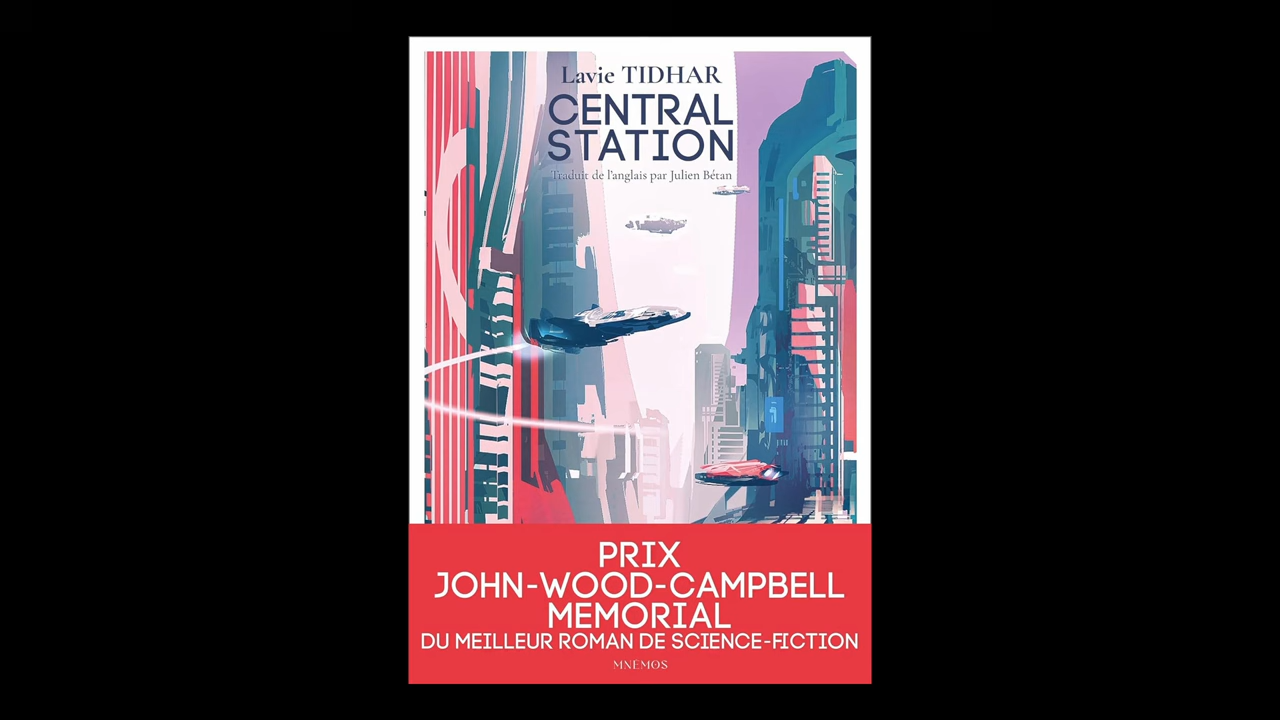 Lavie TIDHAR
CENTRAL
STATION
Traduit de l'anglais par Julien Bétan
PRIX
JOHN-WOOD-CAMPBELL
MEMORIAL
DU MEILLEUR ROMAN DE SCIENCE-FICTION
MNÉMOS